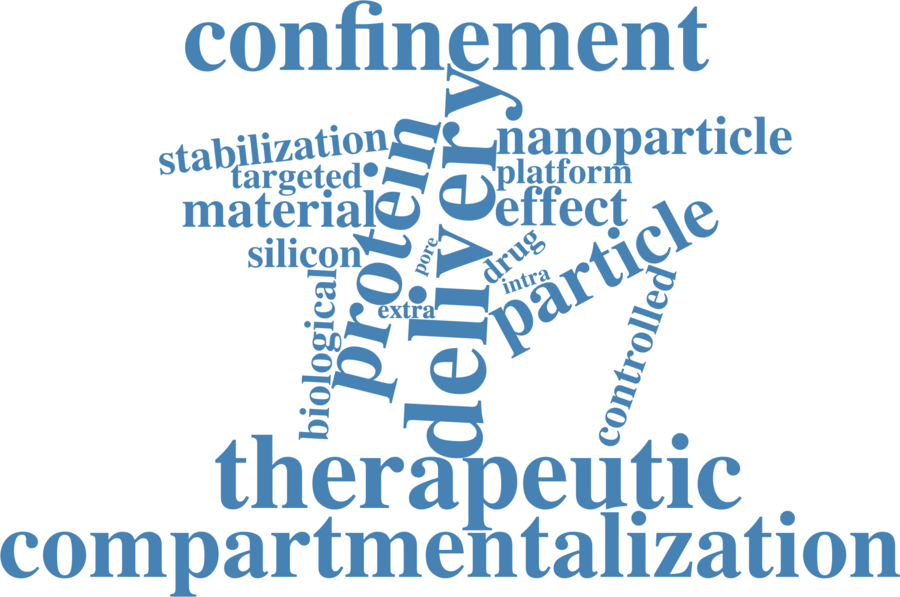 confinement
stabilization
nanoparticle
targeted
platform
protein
delivery
material
effect
silicon
pore
drug
particle
intra
extra
biological
controlled
therapeutic
compartmentalization